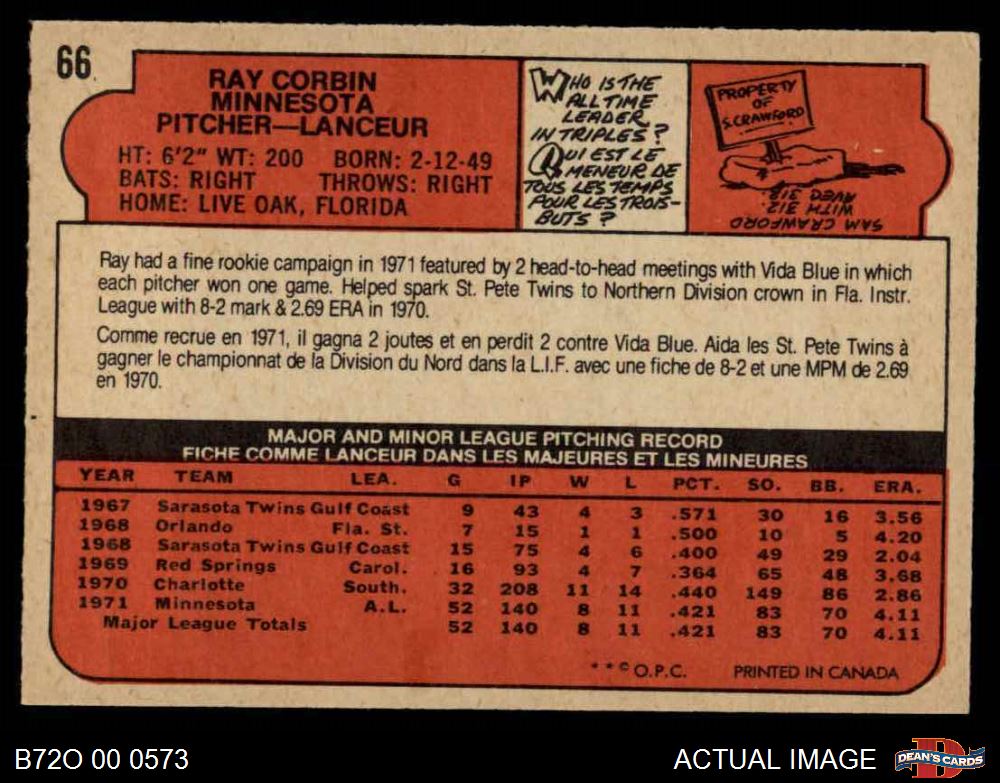 66
RAY CORBIN
MINNESOTA
PITCHER—LANCEUR
HT: 6'2" WT: 200 BORN: 2-12-49
BATS: RIGHT THROWS: RIGHT
HOME: LIVE OAK, FLORIDA
WHO IS THE
ALL TIME
LEADER
IN TRIPLES?
QUI EST LE
MENEUR DE
TOUS LES TEMPS
POUR LES TROIS-
BUTS?
PROPERTY
OF
S. CRAWFORD
SAM CRAWFORD
AVEC 312.
WITH 312.
Ray had a fine rookie campaign in 1971 featured by 2 head-to-head meetings with Vida Blue in which
each pitcher won one game. Helped spark St. Pete Twins to Northern Division crown in Fla. Instr.
League with 8-2 mark & 2.69 ERA in 1970.
Comme recrue en 1971, il gagna 2 joutes et en perdit 2 contre Vida Blue. Aida les St. Pete Twins à
gagner le championnat de la Division du Nord dans la L.I.F. avec une fiche de 8-2 et une MPM de 2.69
en 1970.
MAJOR AND MINOR LEAGUE PITCHING RECORD
FICHE COMME LANCEUR DANS LES MAJEURES ET LES MINEURES
YEAR TEAM LEA. G IP W L PCT. SO. BB. ERA.
1967 Sarasota Twins Gulf Coast 9 43 4 3 .571 30 16 3.56
1968 Orlando Fla. St. 7 15 1 1 .500 10 5 4.20
1968 Sarasota Twins Gulf Coast 15 75 4 6 .400 49 29 2.04
1969 Red Springs Carol. 16 93 4 7 .364 65 48 3.68
1970 Charlotte South. 32 208 11 14 .440 149 86 2.86
1971 Minnesota A.L. 52 140 8 11 .421 83 70 4.11
Major League Totals 52 140 8 11 .421 83 70 4.11
**© O.P.C. PRINTED IN CANADA
B72O 00 0573
ACTUAL IMAGE
D
DEAN'S CARDS